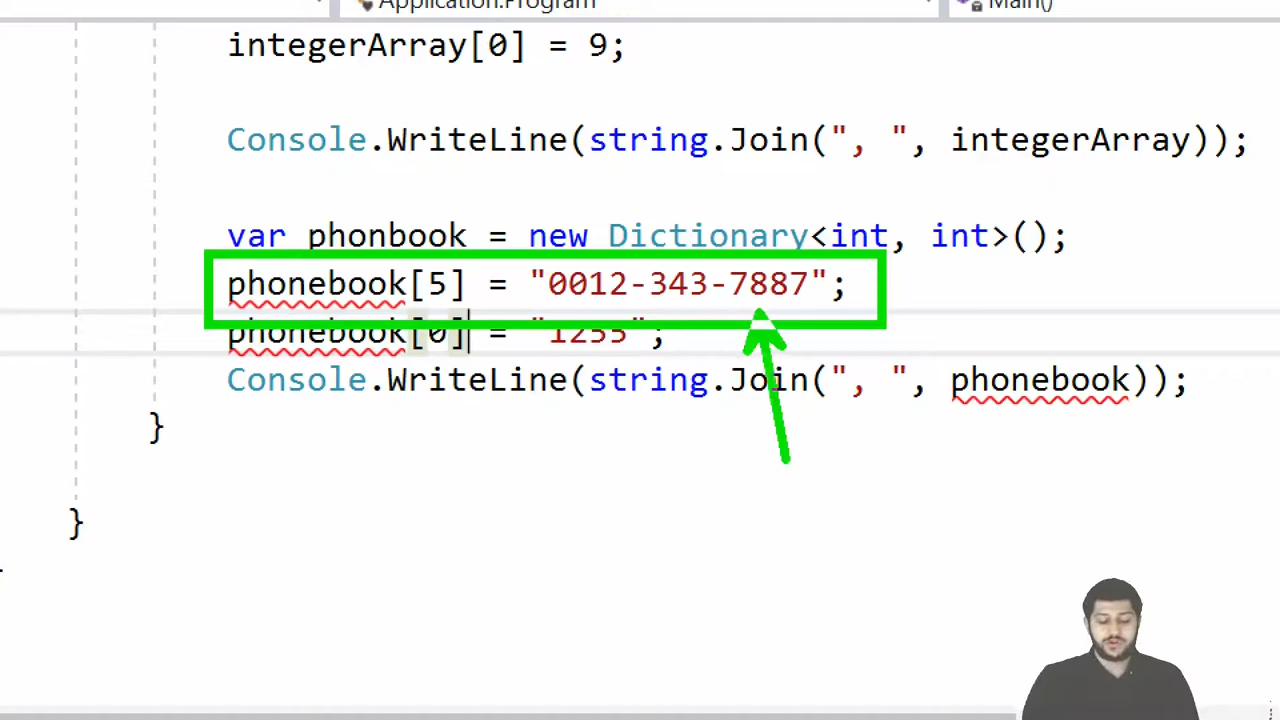 Application.Program Main()
integerArray[0] = 9;
Console.WriteLine(string.Join(", ", integerArray));
var phonbook = new Dictionary<int, int>();
phonebook[5] = "0012-343-7887";
phonebook[0] = "1255";
Console.WriteLine(string.Join(", ", phonebook));
}
}